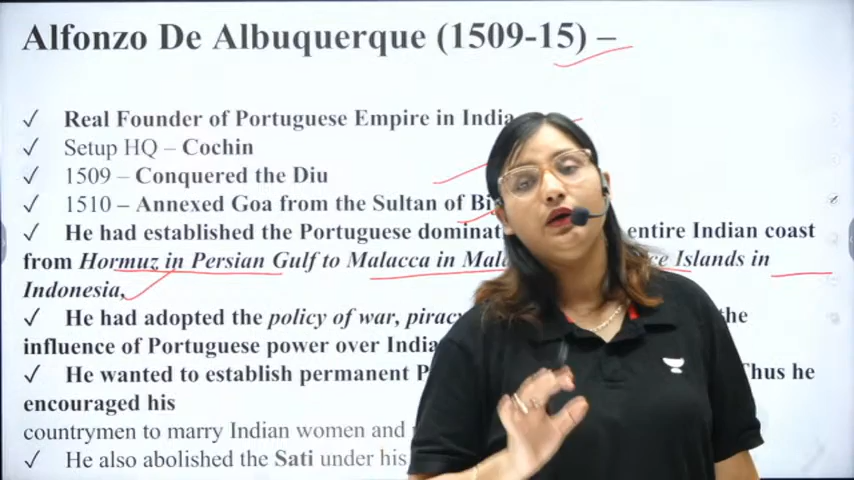 Alfonzo De Albuquerque (1509-15) –
✓ Real Founder of Portuguese Empire in India
✓ Setup HQ – Cochin
✓ 1509 – Conquered the Diu
✓ 1510 – Annexed Goa from the Sultan of
✓ He had established the Portuguese entire Indian coast
from Hormuz in Persian Gulf to Malacca in Islands in
Indonesia,
✓ He had adopted the policy of war, piracy the
influence of Portuguese power over
✓ He wanted to establish permanent Thus he
encouraged his
countrymen to marry Indian women and
✓ He also abolished the Sati under his